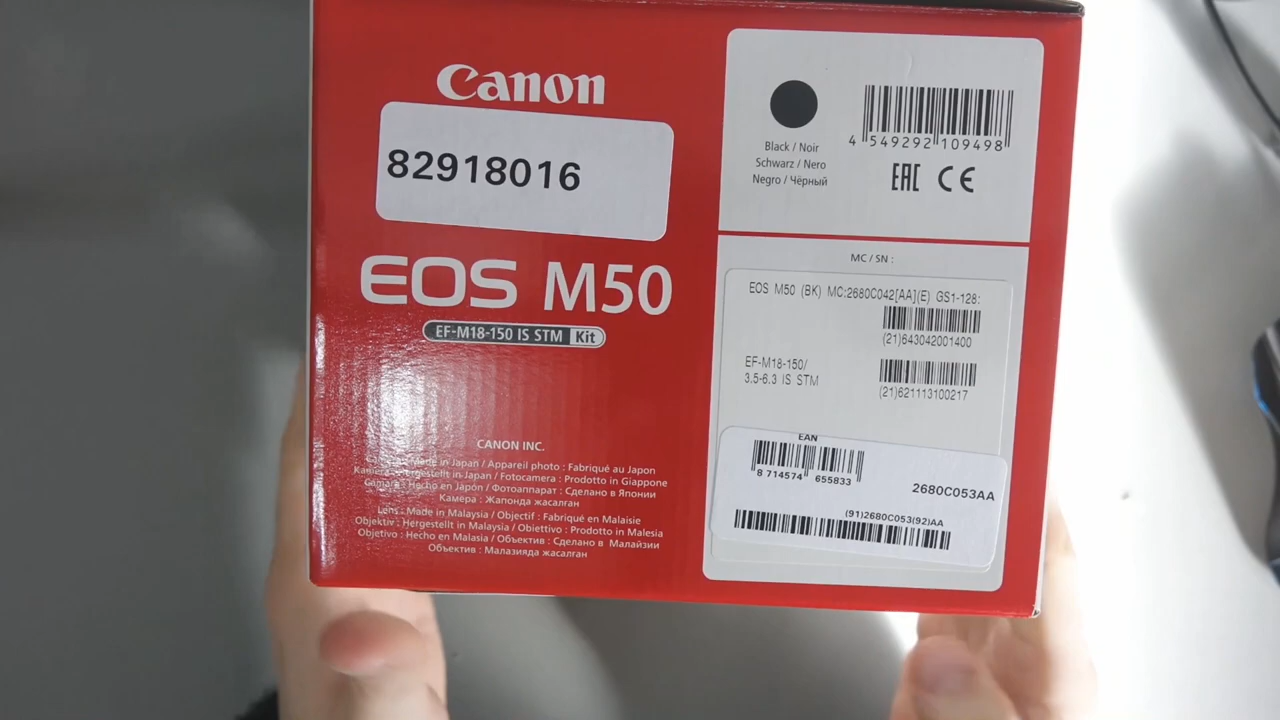 Canon
82918016
EOS M50
EF-M18-150 IS STM Kit
CANON INC.
Made in Japan / Appareil photo : Fabriqué au Japon
Hergestellt in Japan / Fotocamera : Prodotto in Giappone
Cámara : Hecho en Japón / Фотоаппарат : Сделано в Японии
Камера : Жапонда жасалган
Lens : Made in Malaysia / Objectif : Fabriqué en Malaisie
Objektiv : Hergestellt in Malaysia / Obiettivo : Prodotto in Malesia
Objetivo : Hecho en Malasia / Объектив : Сделано в Малайзии
Объектив : Малазияда жасалган
Black / Noir
Schwarz / Nero
Negro / Чёрный
4 549292 109498
EAC CE
MC / SN :
EOS M50 (BK) MC:2680C042[AA](E) GS1-128:
(21)643042001400
EF-M18-150/
3.5-6.3 IS STM
(21)621113100217
EAN
8 714574 655833
2680C053AA
(91)2680C053(92)AA